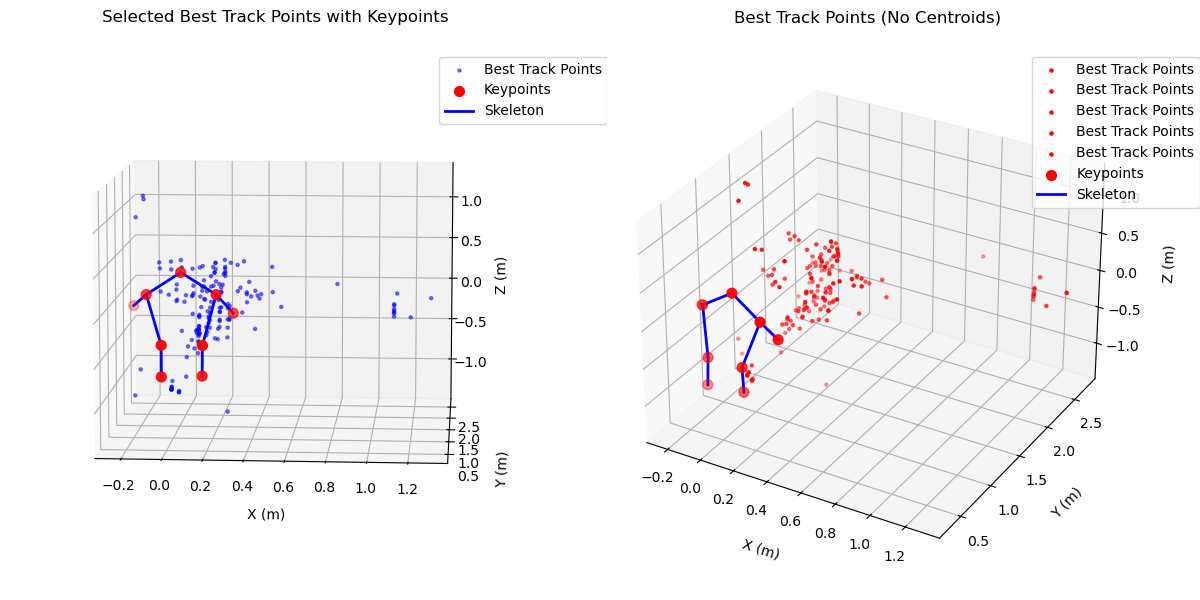 Selected Best Track Points with Keypoints
Best Track Points
Keypoints
Skeleton
1.0
0.5
0.0
−0.5
−1.0
Z (m)
2.5
2.0
1.5
1.0
0.5
Y (m)
−0.2
0.0
0.2
0.4
0.6
0.8
1.0
1.2
X (m)
Best Track Points (No Centroids)
Best Track Points
Best Track Points
Best Track Points
Best Track Points
Best Track Points
Keypoints
Skeleton
1.0
0.5
0.0
−0.5
−1.0
Z (m)
2.5
2.0
1.5
1.0
0.5
Y (m)
−0.2
0.0
0.2
0.4
0.6
0.8
1.0
1.2
X (m)